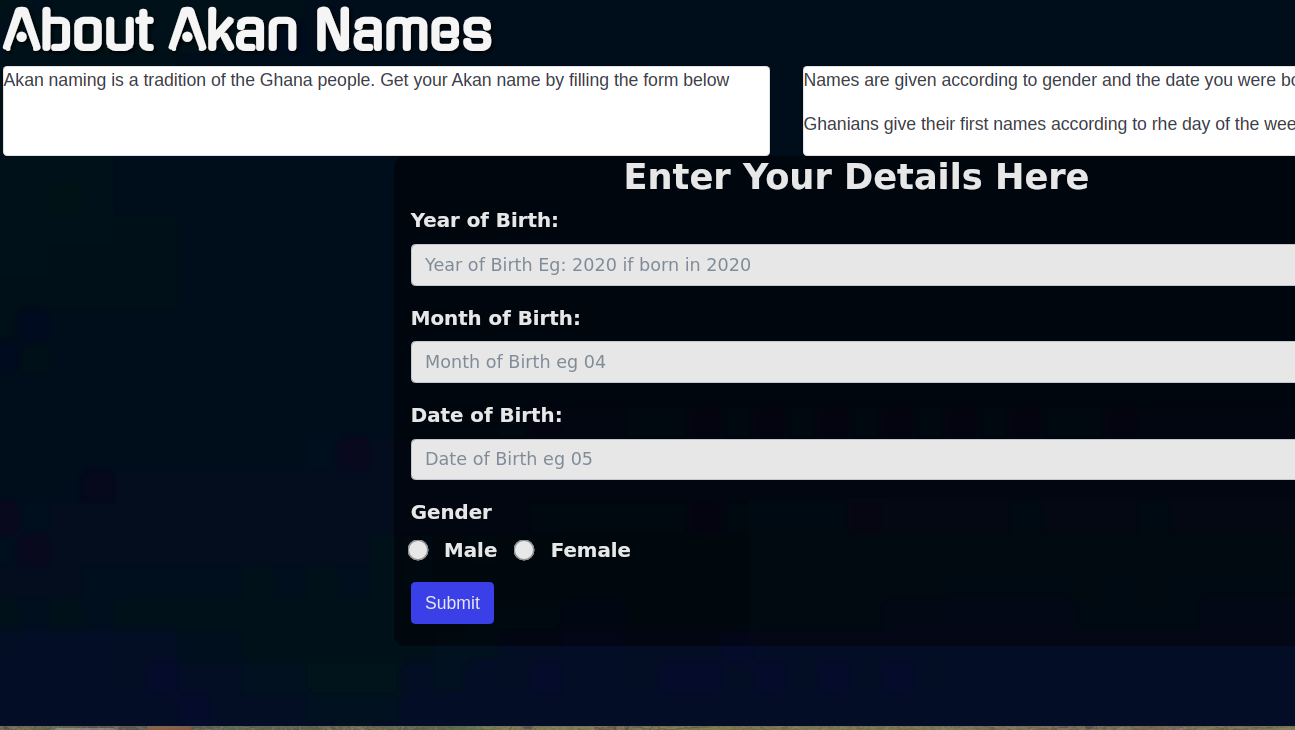 About Akan Names
Akan naming is a tradition of the Ghana people. Get your Akan name by filling the form below
Names are given according to gender and the date you were
Ghanians give their first names according to rhe day of the
Enter Your Details Here
Year of Birth:
Year of Birth Eg: 2020 if born in 2020
Month of Birth:
Month of Birth eg 04
Date of Birth:
Date of Birth eg 05
Gender
Male Female
Submit